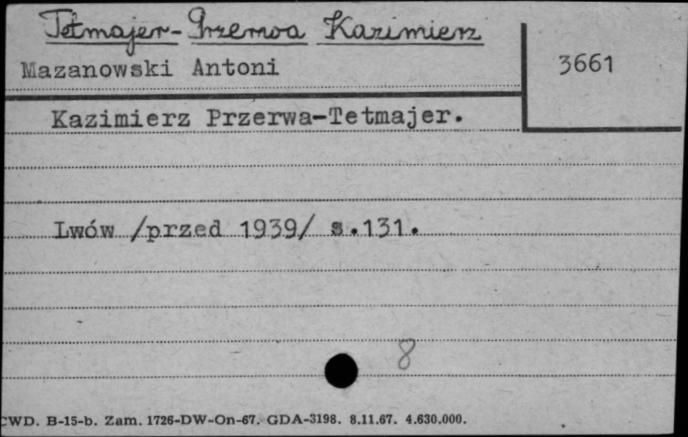 Tetmajer-Przerwa Kazimierz
Mazanowski Antoni
3661
Kazimierz Przerwa-Tetmajer.
Lwów /przed 1939/ s.131.
8
CWD. B-15-b. Zam. 1726-DW-On-67. GDA-3198. 8.11.67. 4.630.000.